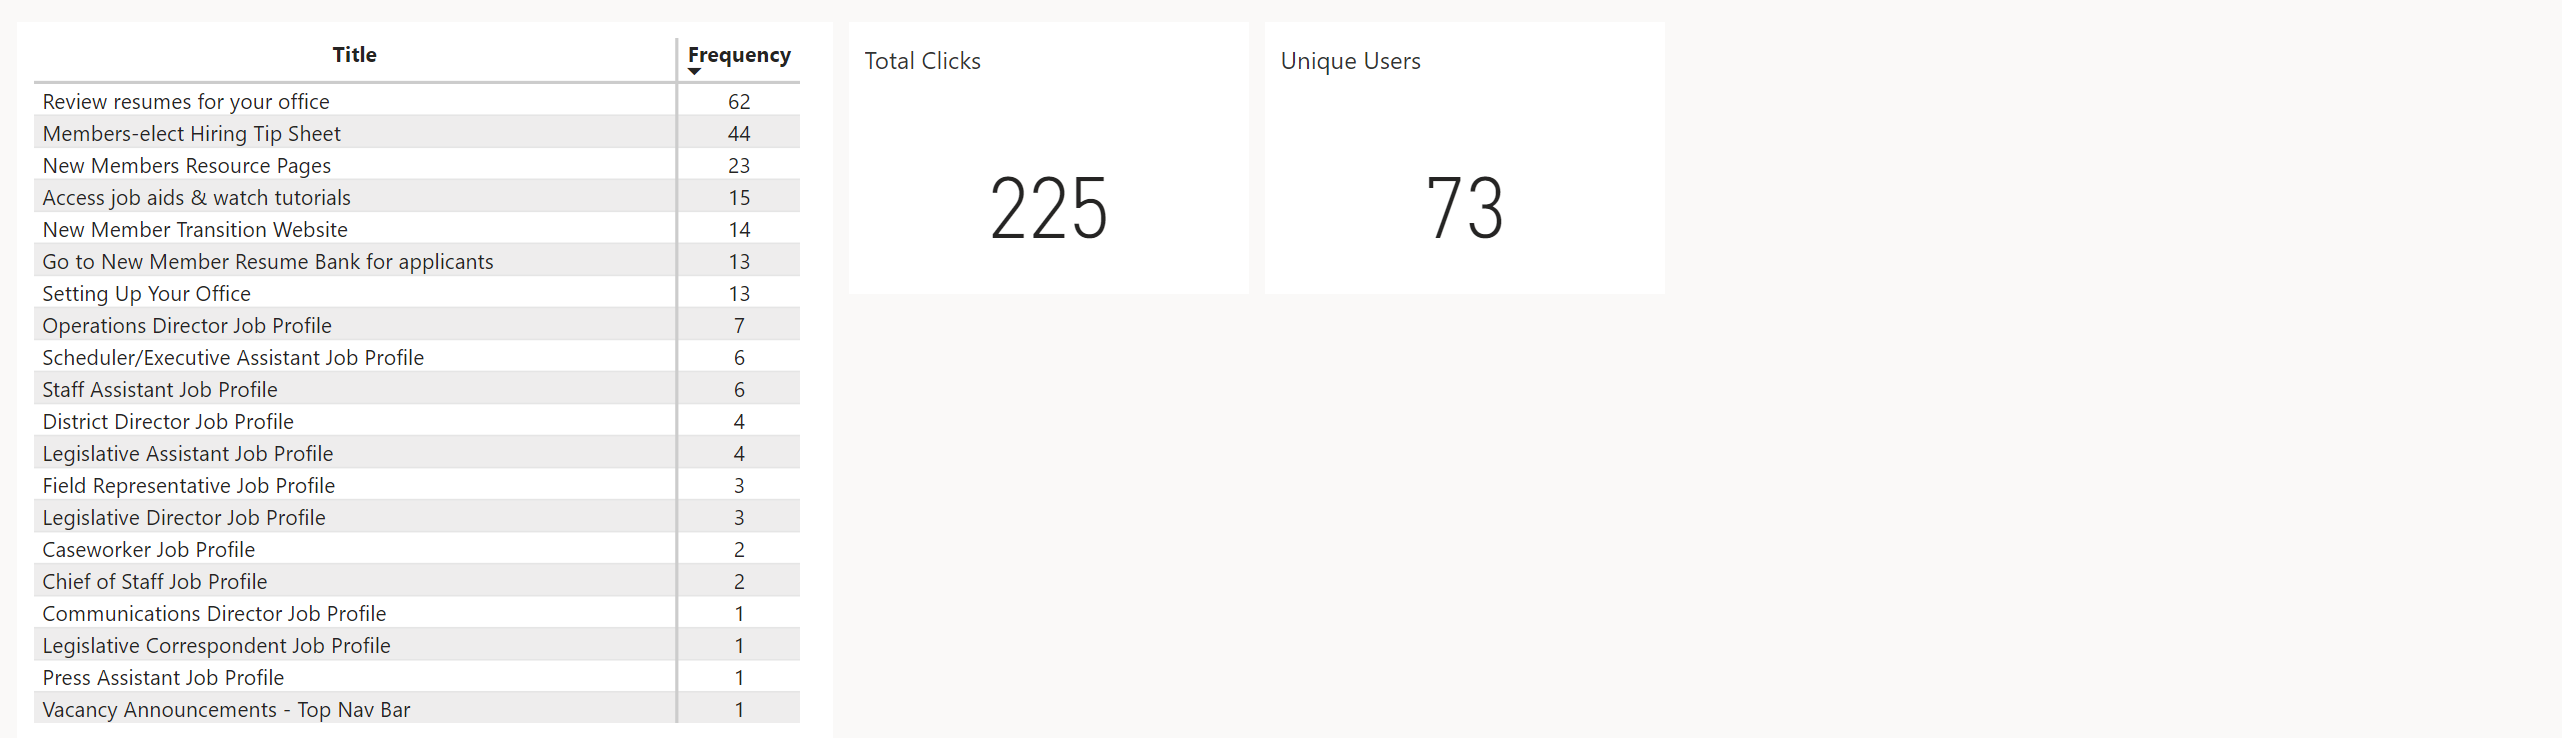 Title Frequency
Review resumes for your office 62
Members-elect Hiring Tip Sheet 44
New Members Resource Pages 23
Access job aids & watch tutorials 15
New Member Transition Website 14
Go to New Member Resume Bank for applicants 13
Setting Up Your Office 13
Operations Director Job Profile 7
Scheduler/Executive Assistant Job Profile 6
Staff Assistant Job Profile 6
District Director Job Profile 4
Legislative Assistant Job Profile 4
Field Representative Job Profile 3
Legislative Director Job Profile 3
Caseworker Job Profile 2
Chief of Staff Job Profile 2
Communications Director Job Profile 1
Legislative Correspondent Job Profile 1
Press Assistant Job Profile 1
Vacancy Announcements - Top Nav Bar 1
Total Clicks
225
Unique Users
73